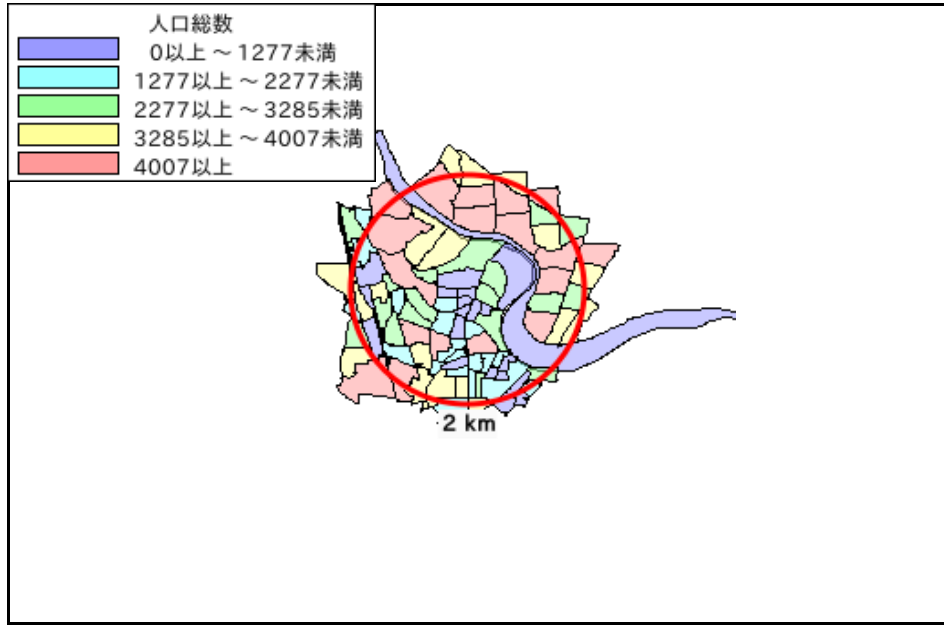 人口総数
0以上 ～ 1277未満
1277以上 ～ 2277未満
2277以上 ～ 3285未満
3285以上 ～ 4007未満
4007以上
2 km